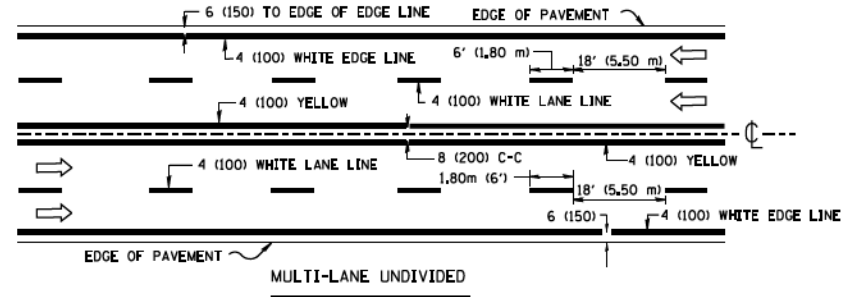 6 (150) TO EDGE OF EDGE LINE
EDGE OF PAVEMENT
4 (100) WHITE EDGE LINE
6' (1.80 m)
18' (5.50 m)
4 (100) YELLOW
4 (100) WHITE LANE LINE
℄
4 (100) WHITE LANE LINE
8 (200) C-C
4 (100) YELLOW
1.80m (6')
18' (5.50 m)
6 (150)
4 (100) WHITE EDGE LINE
EDGE OF PAVEMENT
MULTI-LANE UNDIVIDED